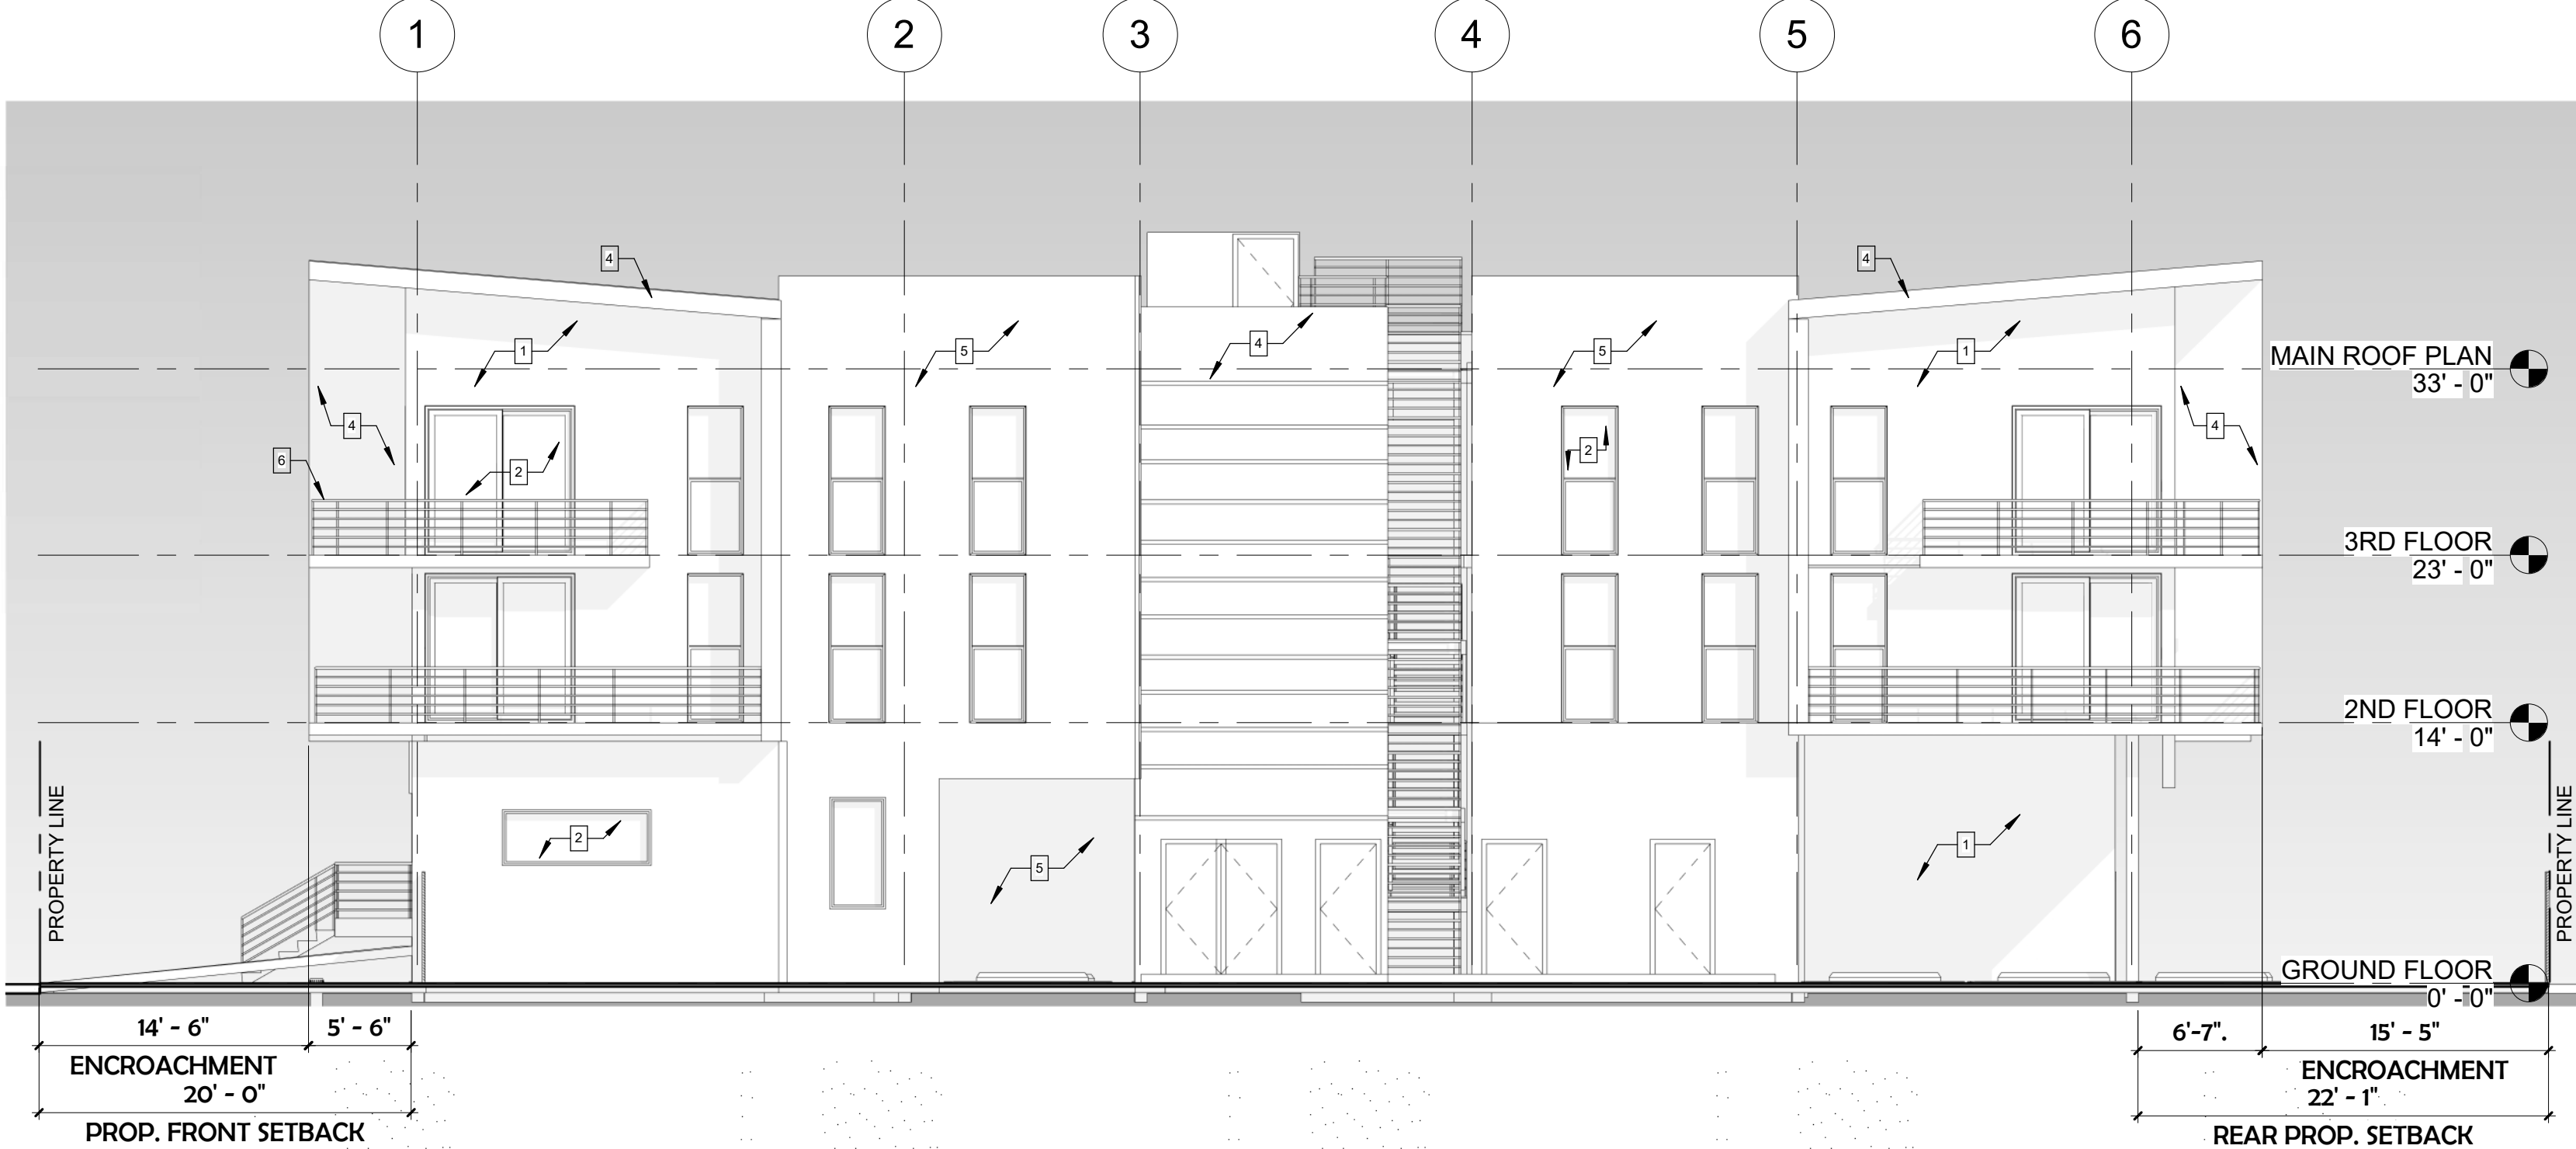 1
2
3
4
5
6
4
4
1
5
4
5
1
MAIN ROOF PLAN
33' - 0"
4
2
4
6
2
3RD FLOOR
23' - 0"
2ND FLOOR
14' - 0"
PROPERTY LINE
PROPERTY LINE
2
5
1
GROUND FLOOR
0' - 0"
14' - 6"
5' - 6"
6'-7".
15' - 5"
ENCROACHMENT
ENCROACHMENT
20' - 0"
22' - 1"
PROP. FRONT SETBACK
REAR PROP. SETBACK